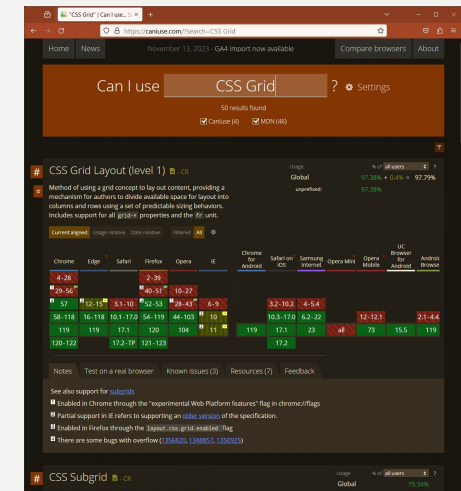 "CSS Grid" | Can I use...
https://caniuse.com/?search=CSS Grid
Home News November 13, 2023 - GA4 import now available Compare browsers About
Can I use CSS Grid ? Settings
50 results found
Caniuse (4) MDN (46)
# CSS Grid Layout (level 1) - CR
Usage % of all users ?
Global 97.38% + 0.4% = 97.79%
unprefixed: 97.38%
Method of using a grid concept to lay out content, providing a
mechanism for authors to divide available space for layout into
columns and rows using a set of predictable sizing behaviors.
Includes support for all grid-* properties and the fr unit.
Current aligned Usage relative Date relative Filtered All
Chrome Edge Safari Firefox Opera IE Chrome for Android Safari on iOS Samsung Internet Opera Mini Opera Mobile UC Browser for Android Android Browse
4-28 2-39
29-56 40-51 10-27
57 12-15 3.1-10 52-53 28-43 6-9 3.2-10.2 4-5.4
58-118 16-118 10.1-17.0 54-119 44-103 10 10.3-17.0 6.2-22 12-12.1 2.1-4.4
119 119 17.1 120 104 11 119 17.1 23 all 73 15.5 119
120-122 17.2-TP 121-123 17.2
Notes Test on a real browser Known issues (3) Resources (7) Feedback
See also support for subgrids
1 Enabled in Chrome through the "experimental Web Platform features" flag in chrome://flags
2 Partial support in IE refers to supporting an older version of the specification.
3 Enabled in Firefox through the layout.css.grid.enabled flag
4 There are some bugs with overflow (1356820, 1348857, 1350925)
# CSS Subgrid - CR
Usage % of all users ?
Global 79.34%